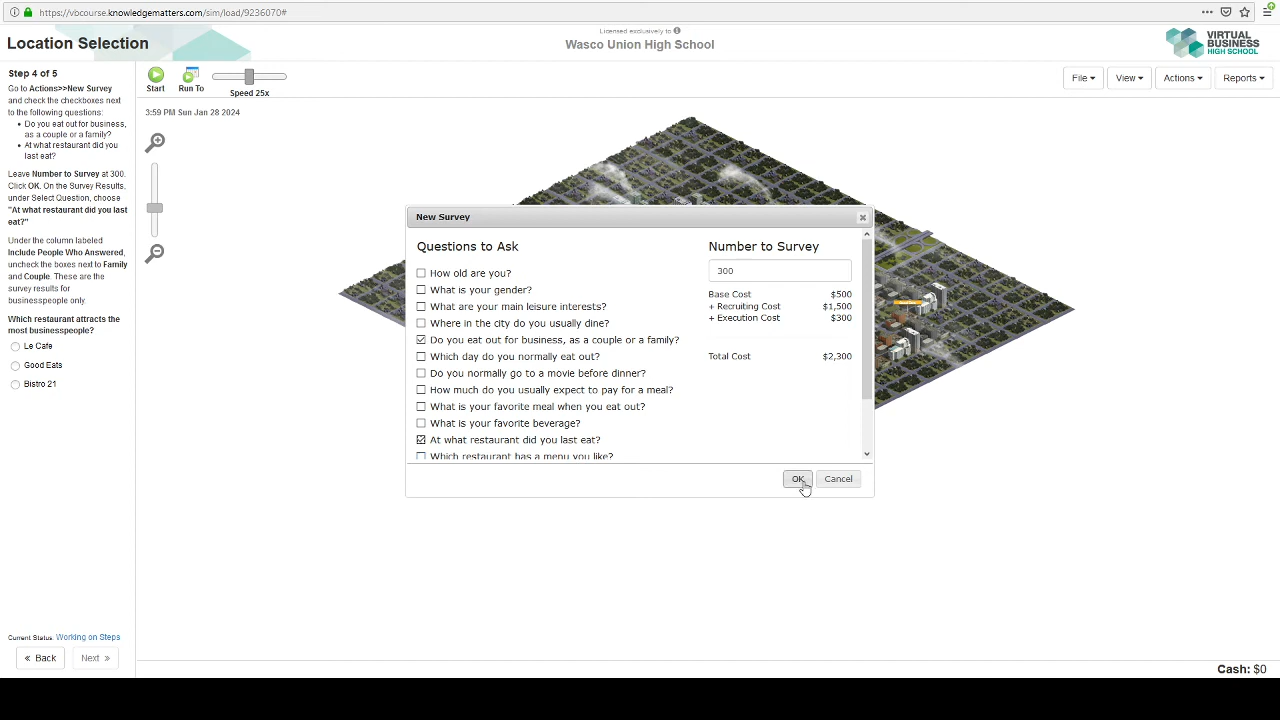 https://vbcourse.knowledgematters.com/sim/load/9236070#
Location Selection
Licensed exclusively to
Wasco Union High School
VIRTUAL
BUSINESS
HIGH SCHOOL
Step 4 of 5
Go to Actions>>New Survey
and check the checkboxes next
to the following questions:
• Do you eat out for business,
as a couple or a family?
• At what restaurant did you
last eat?
Leave Number to Survey at 300.
Click OK. On the Survey Results,
under Select Question, choose
"At what restaurant did you last
eat?"
Under the column labeled
Include People Who Answered,
uncheck the boxes next to Family
and Couple. These are the
survey results for
businesspeople only.
Which restaurant attracts the
most businesspeople?
Le Cafe
Good Eats
Bistro 21
Current Status: Working on Steps
« Back
Next »
Start
Run To
Speed 25x
File
View
Actions
Reports
3:59 PM Sun Jan 28 2024
New Survey
Questions to Ask
How old are you?
What is your gender?
What are your main leisure interests?
Where in the city do you usually dine?
Do you eat out for business, as a couple or a family?
Which day do you normally eat out?
Do you normally go to a movie before dinner?
How much do you usually expect to pay for a meal?
What is your favorite meal when you eat out?
What is your favorite beverage?
At what restaurant did you last eat?
Which restaurant has a menu you like?
Number to Survey
300
Base Cost $500
+ Recruiting Cost $1,500
+ Execution Cost $300
Total Cost $2,300
OK
Cancel
Cash: $0